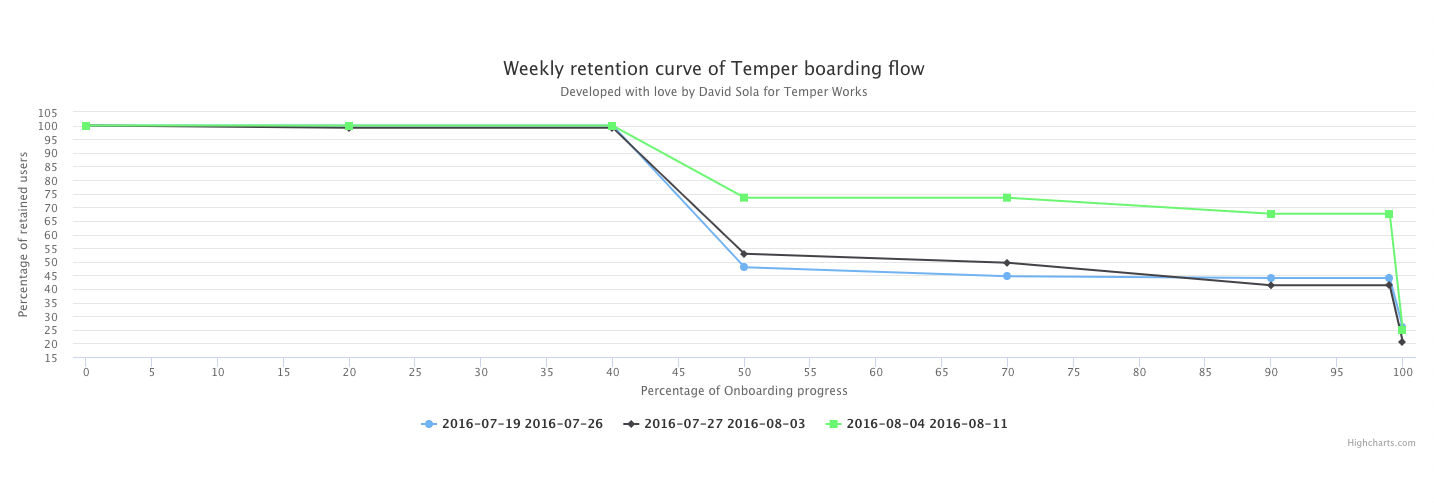 Weekly retention curve of Temper boarding flow
Developed with love by David Sola for Temper Works
Percentage of retained users
105
100
95
90
85
80
75
70
65
60
55
50
45
40
35
30
25
20
15
0 5 10 15 20 25 30 35 40 45 50 55 60 65 70 75 80 85 90 95 100
Percentage of Onboarding progress
2016-07-19 2016-07-26 2016-07-27 2016-08-03 2016-08-04 2016-08-11
Highcharts.com